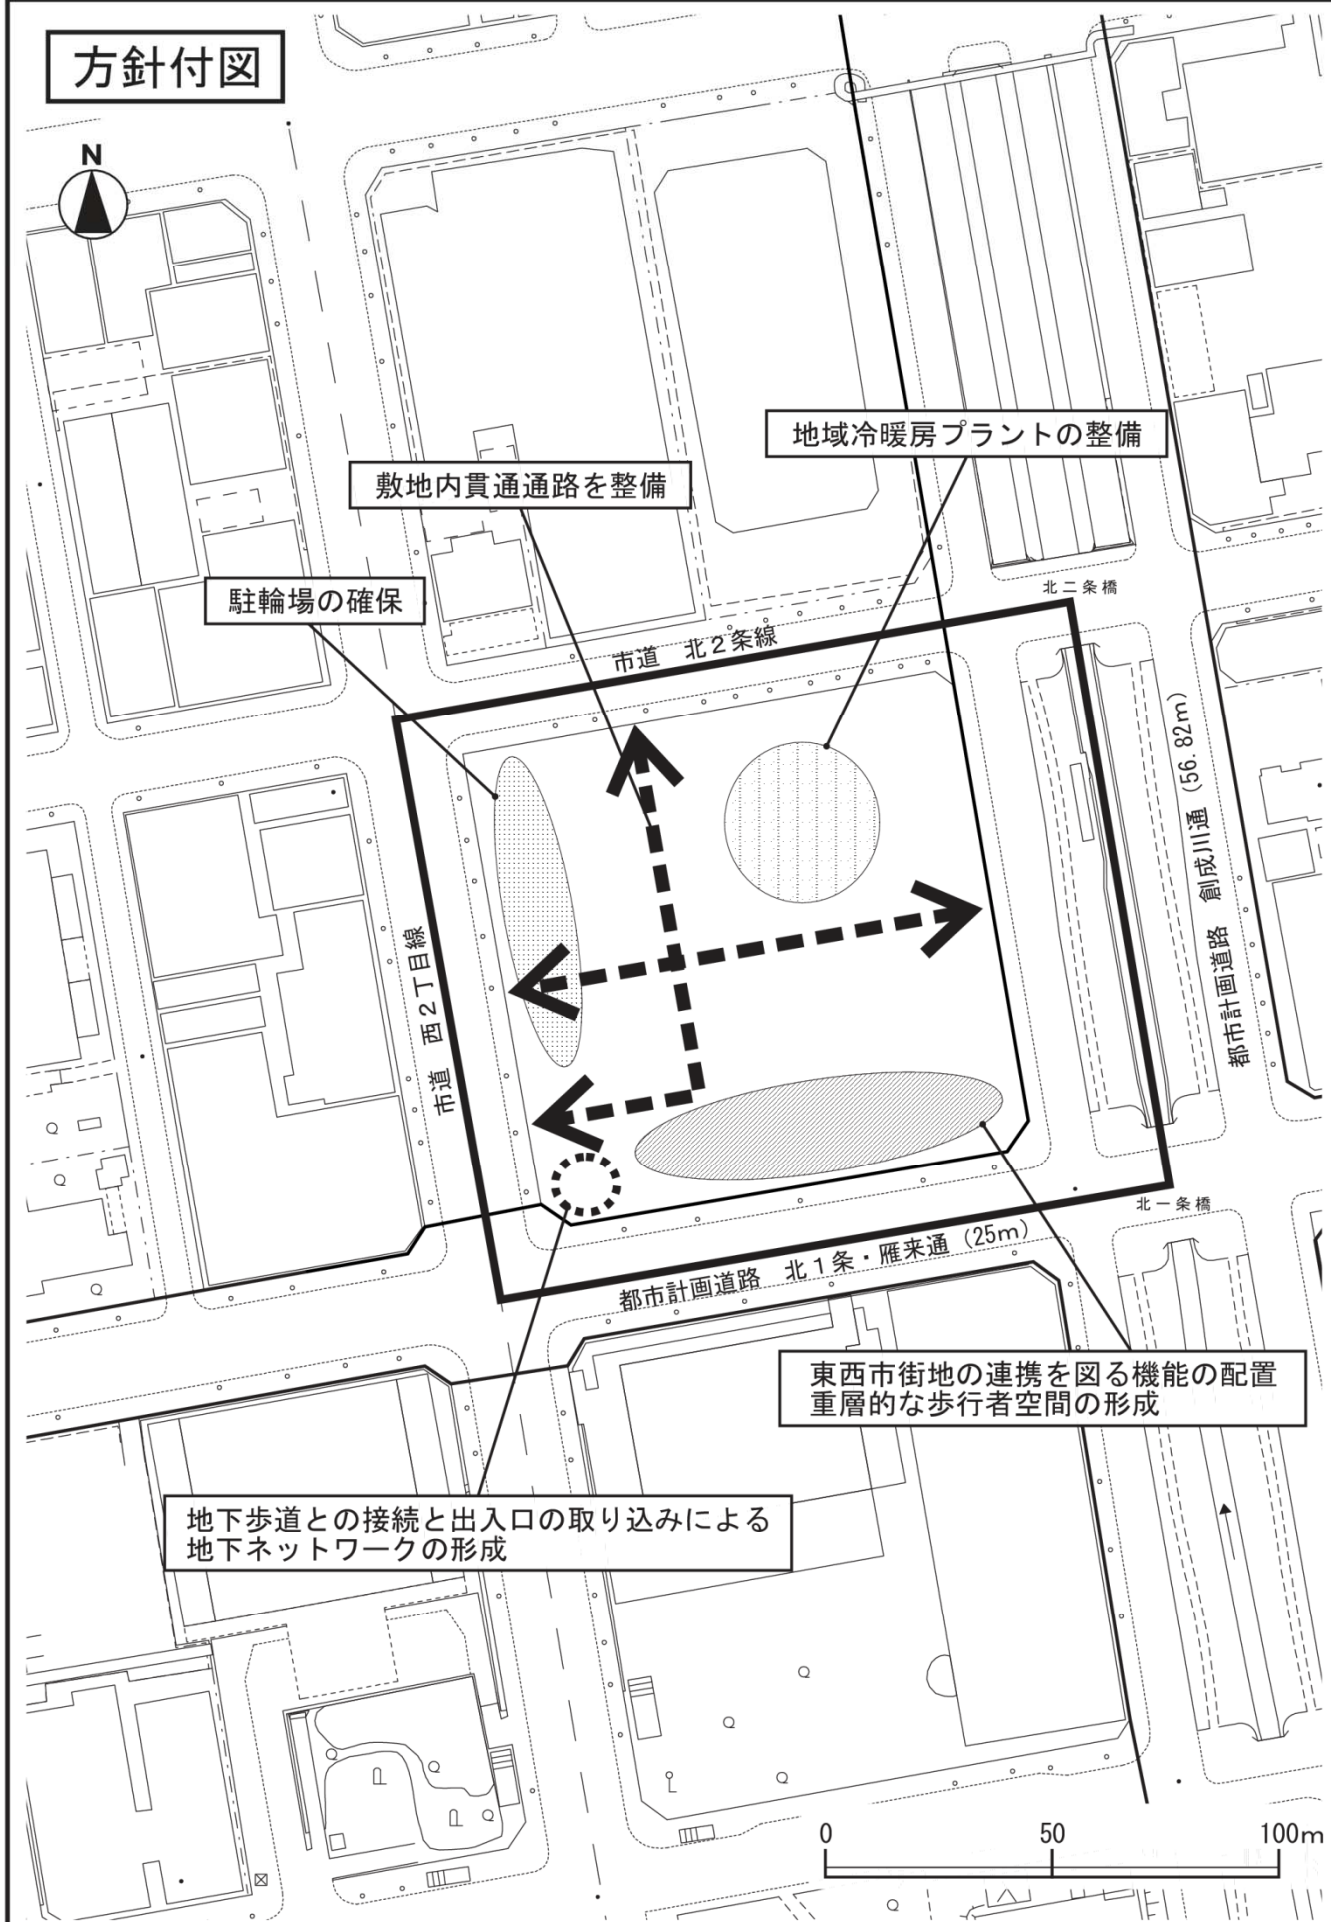 方針付図
N
地域冷暖房プラントの整備
敷地内貫通通路を整備
駐輪場の確保
北二条橋
市道 北2条線
都市計画道路 創成川通(56.82m)
市道 西2丁目線
北一条橋
都市計画道路 北1条・雁来通(25m)
東西市街地の連携を図る機能の配置
重層的な歩行者空間の形成
地下歩道との接続と出入口の取り込みによる
地下ネットワークの形成
0 50 100m